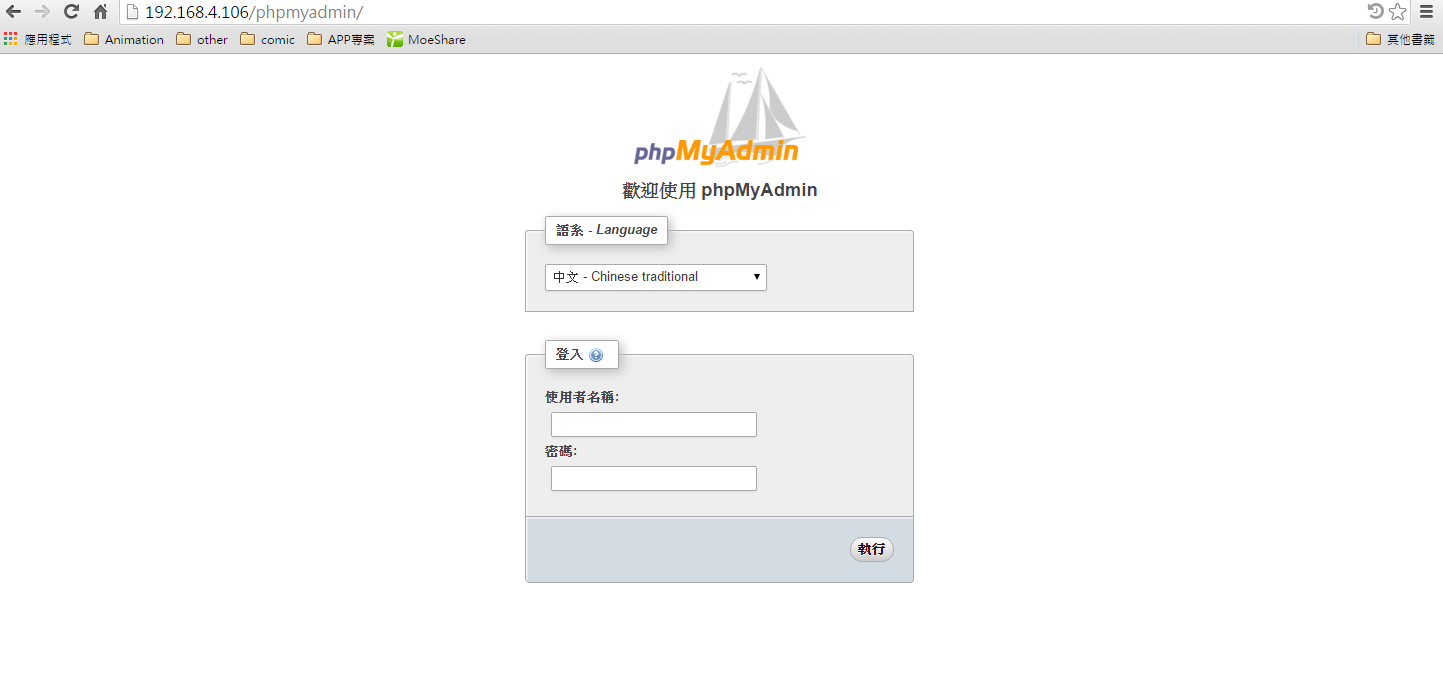 192.168.4.106/phpmyadmin/
應用程式 Animation other comic APP專案 MoeShare 其他書籤
phpMyAdmin
歡迎使用 phpMyAdmin
語系 - Language
中文 - Chinese traditional
登入
使用者名稱:
密碼:
執行